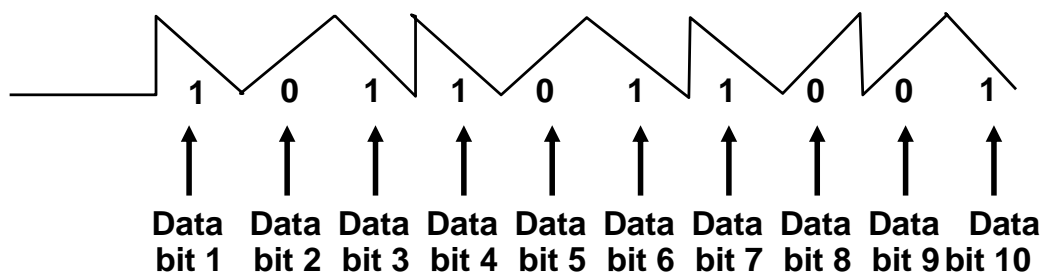 1 0 1 1 0 1 1 0 0 1
Data Data Data Data Data Data Data Data Data Data
bit 1 bit 2 bit 3 bit 4 bit 5 bit 6 bit 7 bit 8 bit 9 bit 10